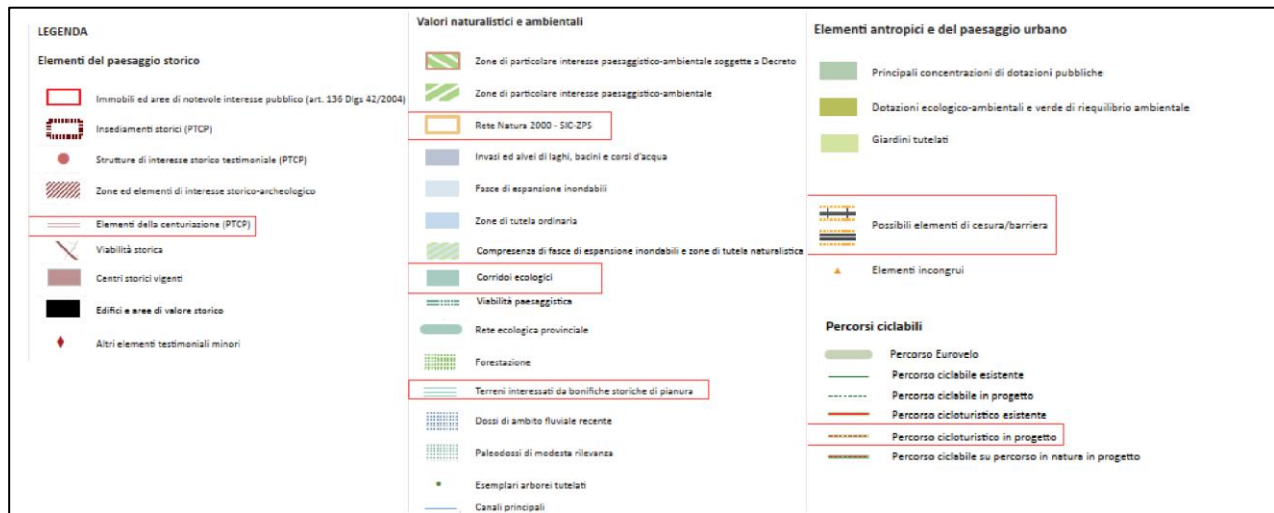 LEGENDA
Elementi del paesaggio storico
Immobili ed aree di notevole interesse pubblico (art. 136 Dlgs 42/2004)
Insediamenti storici (PTCP)
Strutture di interesse storico testimoniale (PTCP)
Zone ed elementi di interesse storico-archeologico
Elementi della centuriazione (PTCP)
Viabilità storica
Centri storici vigenti
Edifici e aree di valore storico
Altri elementi testimoniali minori
Valori naturalistici e ambientali
Zone di particolare interesse paesaggistico-ambientale soggette a Decreto
Zone di particolare interesse paesaggistico-ambientale
Rete Natura 2000 - SIC-ZPS
Invasi ed alvei di laghi, bacini e corsi d'acqua
Fasce di espansione inondabili
Zone di tutela ordinaria
Compresenza di fasce di espansione inondabili e zone di tutela naturalistica
Corridoi ecologici
Viabilità paesaggistica
Rete ecologica provinciale
Forestazione
Terreni interessati da bonifiche storiche di pianura
Dossi di ambito fluviale recente
Paleodossi di modesta rilevanza
Esemplari arborei tutelati
Canali principali
Elementi antropici e del paesaggio urbano
Principali concentrazioni di dotazioni pubbliche
Dotazioni ecologico-ambientali e verde di riequilibrio ambientale
Giardini tutelati
Possibili elementi di cesura/barriera
Elementi incongrui
Percorsi ciclabili
Percorso Eurovelo
Percorso ciclabile esistente
Percorso ciclabile in progetto
Percorso cicloturistico esistente
Percorso cicloturistico in progetto
Percorso ciclabile su percorso in natura in progetto